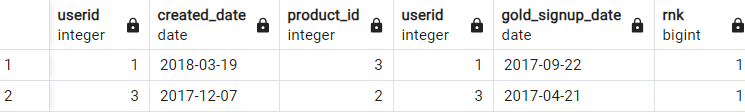 userid created_date product_id userid gold_signup_date rnk
integer date integer integer date bigint
1 1 2018-03-19 3 1 2017-09-22 1
2 3 2017-12-07 2 3 2017-04-21 1